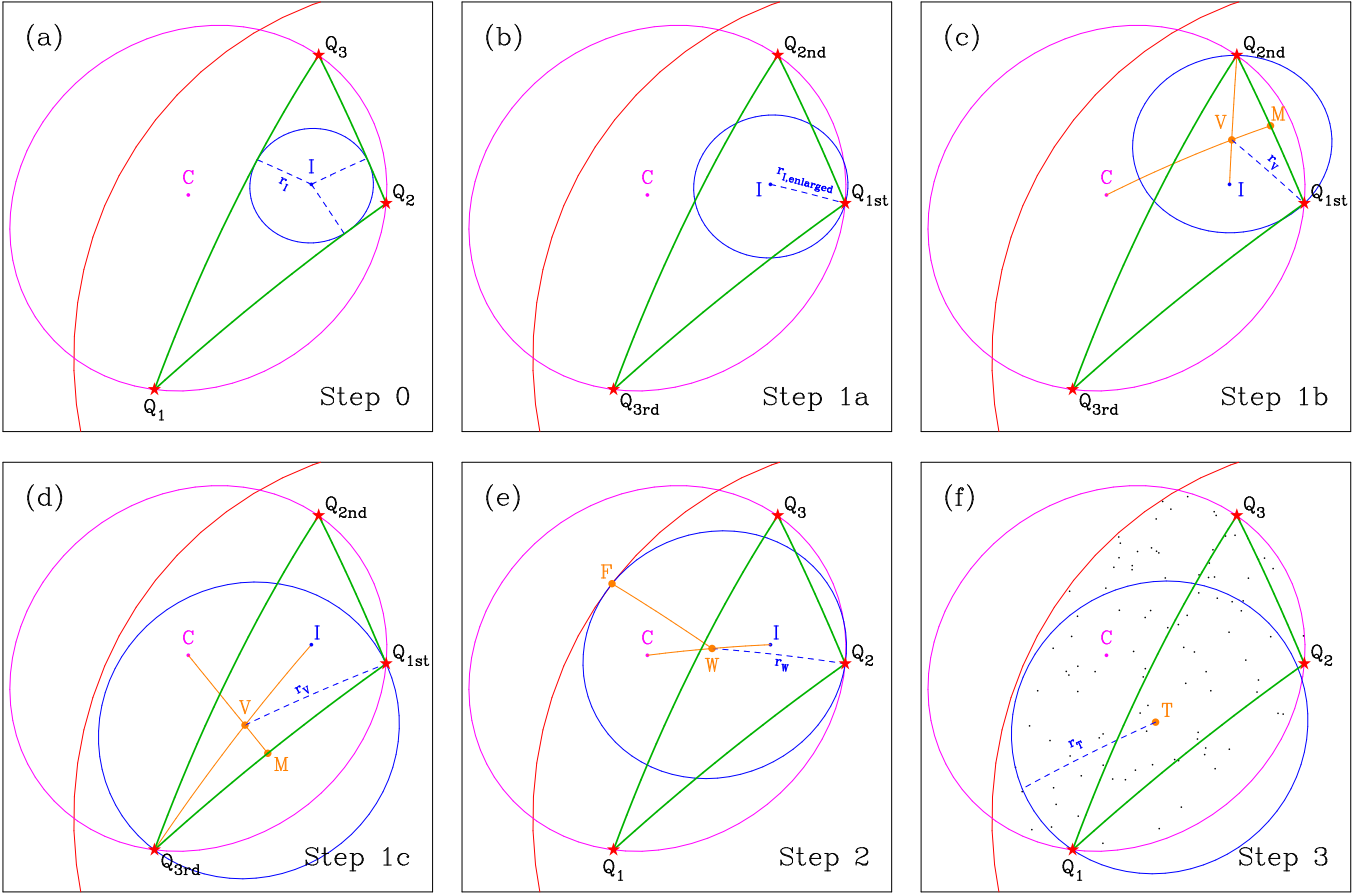 (a)
Q3
I
rI
C
Q2
Q1
Step 0
(b)
Q2nd
rI,enlarged
C
I
Q1st
Q3rd
Step 1a
(c)
Q2nd
V
M
rV
C
I
Q1st
Q3rd
Step 1b
(d)
Q2nd
C
I
Q1st
rV
V
M
Q3rd
Step 1c
(e)
Q3
F
C
I
W
rW
Q2
Q1
Step 2
(f)
Q3
C
Q2
T
rT
Q1
Step 3